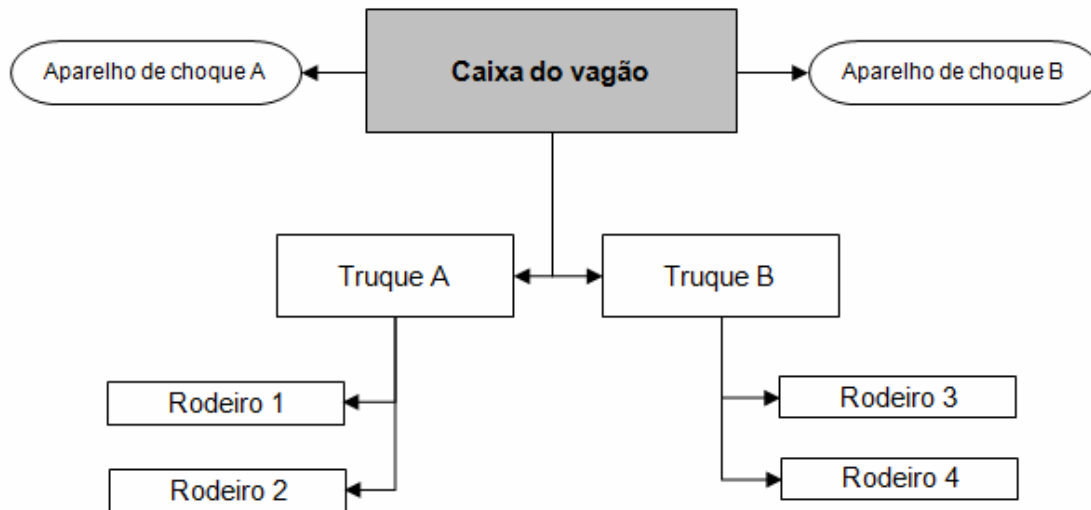 Aparelho de choque A
Caixa do vagão
Aparelho de choque B
Truque A
Truque B
Rodeiro 1
Rodeiro 3
Rodeiro 2
Rodeiro 4